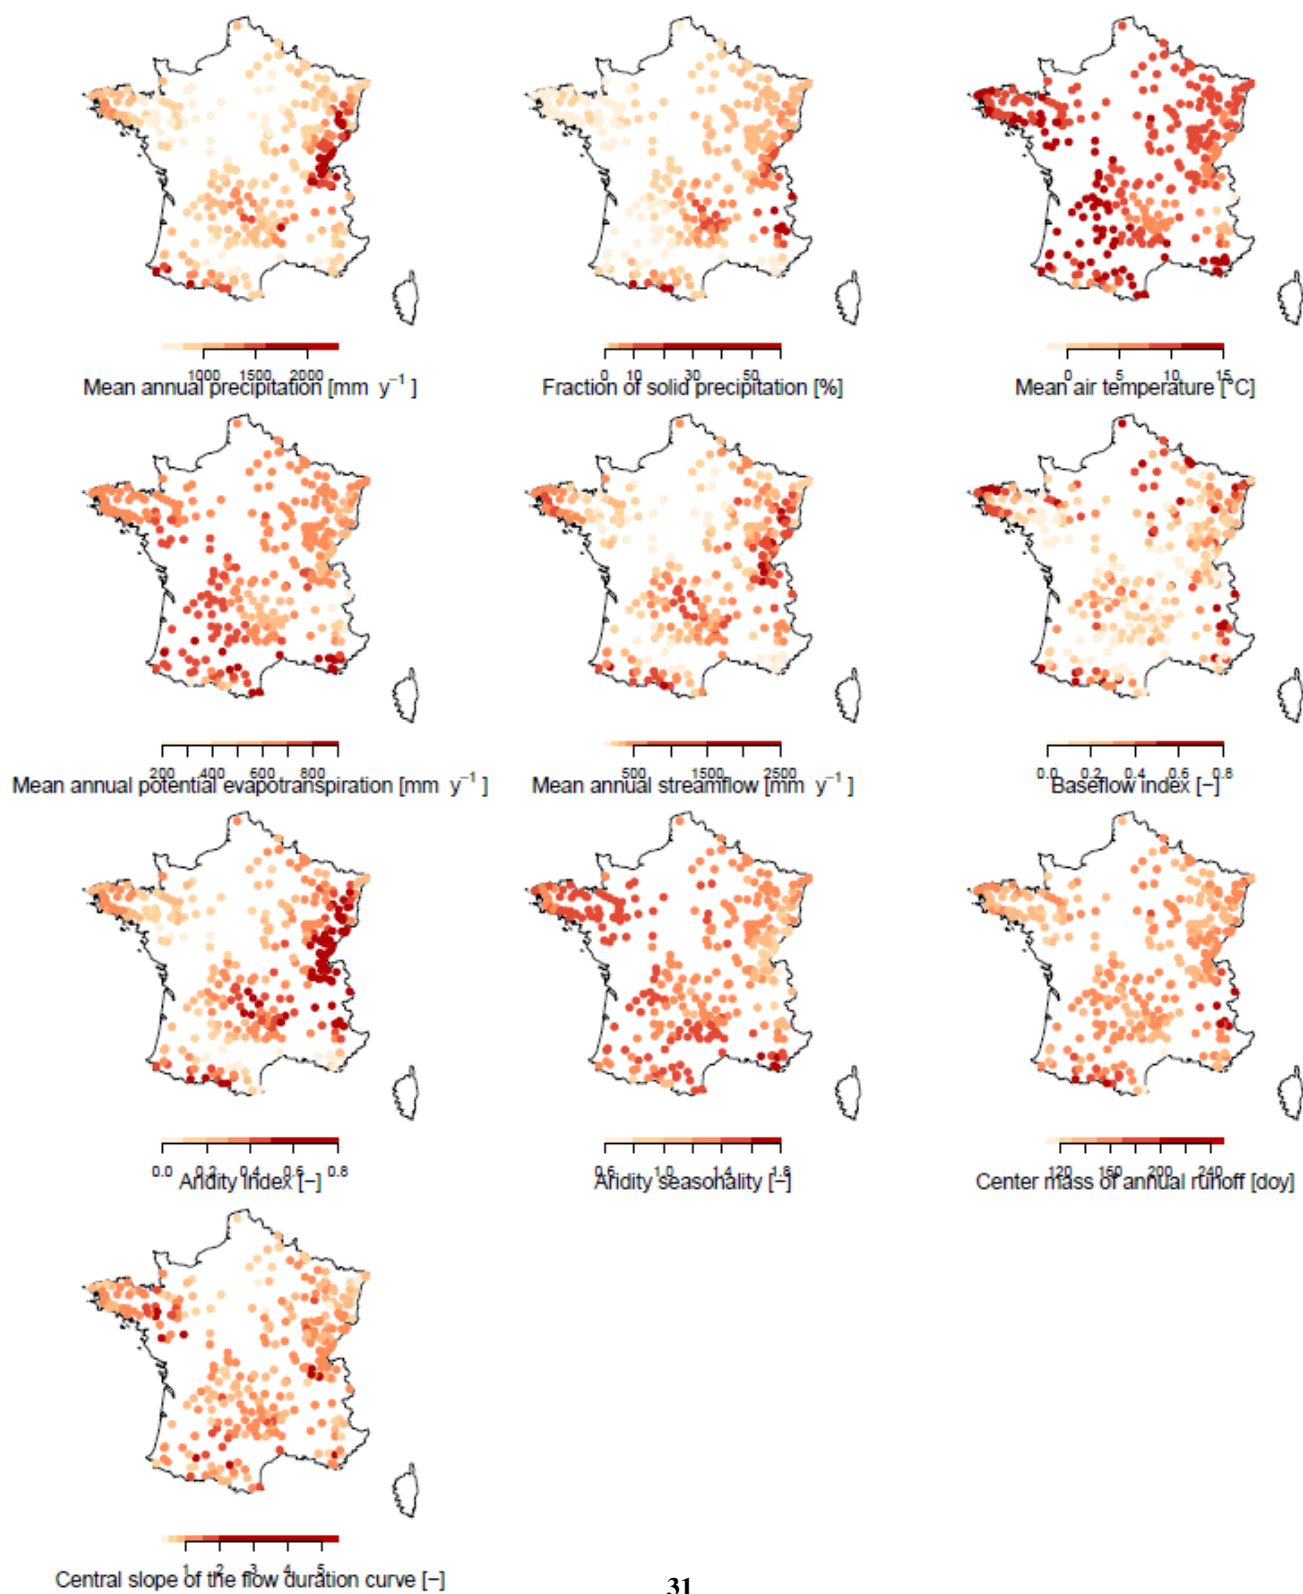 1000 1500 2000
Mean annual precipitation [mm y⁻¹ ]
0 10 30 50
Fraction of solid precipitation [%]
0 5 10 15
Mean air temperature [°C]
200 400 600 800
Mean annual potential evapotranspiration [mm y⁻¹ ]
500 1500 2500
Mean annual streamflow [mm y⁻¹ ]
0.0 0.2 0.4 0.6 0.8
Baseflow index [−]
0.0 0.2 0.4 0.6 0.8
Aridity index [−]
0.6 1.0 1.4 1.8
Aridity seasonality [−]
120 160 200 240
Center mass of annual runoff [doy]
1 2 3 4 5
Central slope of the flow duration curve [−]
31